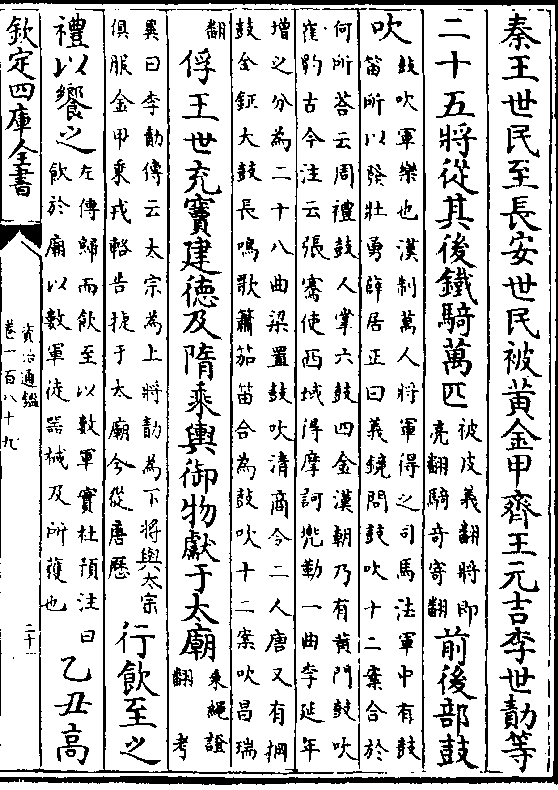 秦王世民至長安世民被黄金甲齊王元吉李世勣等
二十五將從其後鐵騎萬匹
被皮義翻將即
亮翻騎奇寄翻
前後部鼓
吹
鼓吹軍樂也漢制萬人將軍得之司馬法軍中有鼓
笛所以發壯勇薛居正曰義鏡問鼓吹十二案合於
何所荅云周禮鼓人掌六鼓四金漢朝乃有黄門鼓吹
崔豹古今注云張騫使西域得摩訶兜勒一曲李延年
增之分為二十八曲梁置鼓吹清商令二人唐又有掆
鼓金鉦大鼓長鳴歌簫笳笛合為鼓吹十二案吹昌瑞
翻
俘王世充竇建德及隋乘輿御物獻于太廟
乘繩證
翻 考
異曰李勣傳云太宗為上將勣為下將與太宗
俱服金甲乘戎輅告捷于太廟今從唐歷
行飲至之
禮以饗之
左傳歸而飲至以數軍實杜預注曰
飲於廟以數軍徒器械及所獲也
乙丑高
欽定四庫全書
資治通鑑
卷一百八十九
二十